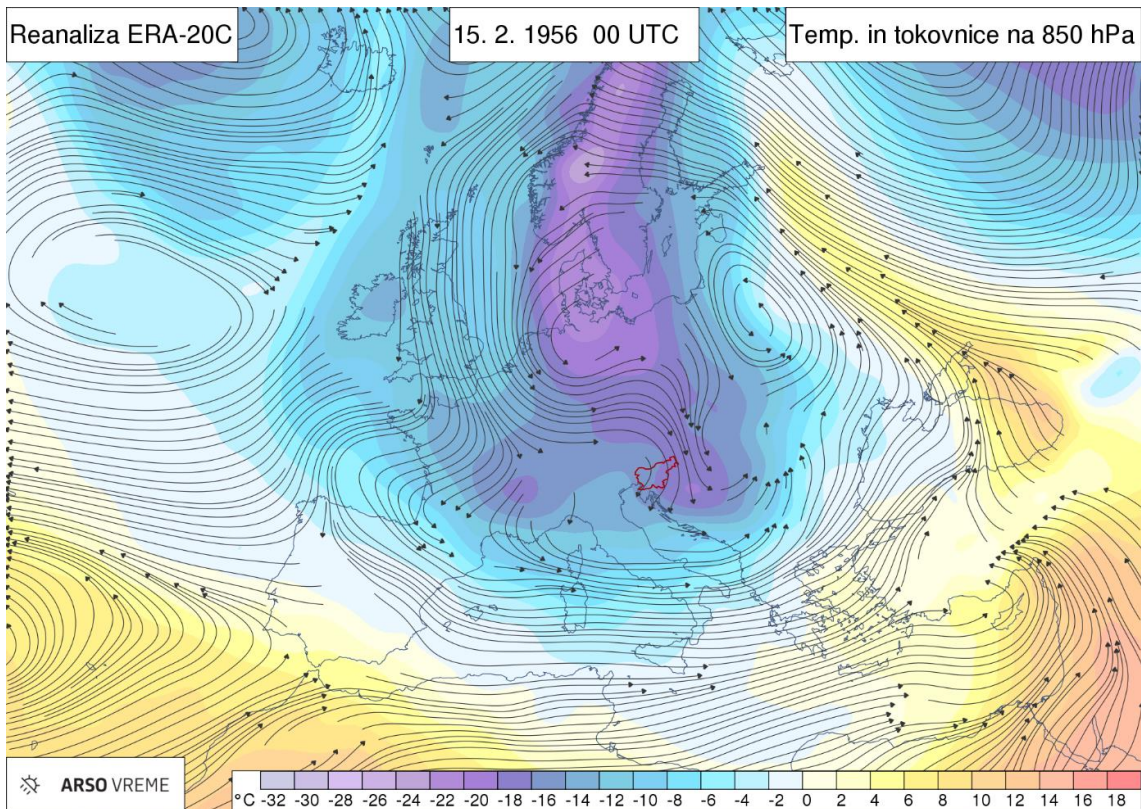 Reanaliza ERA-20C
15. 2. 1956 00 UTC
Temp. in tokovnice na 850 hPa
ARSO VREME
°C -32 -30 -28 -26 -24 -22 -20 -18 -16 -14 -12 -10 -8 -6 -4 -2 0 2 4 6 8 10 12 14 16 18